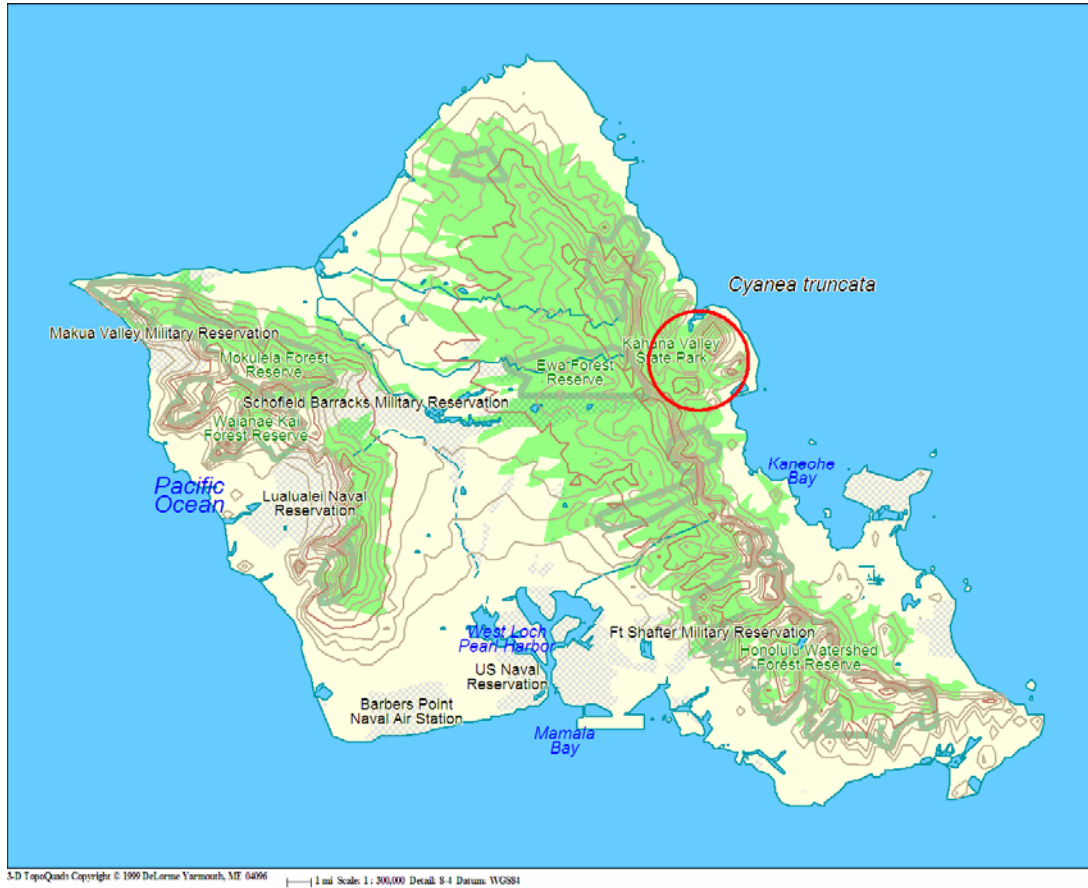 Cyanea truncata
Makua Valley Military Reservation
Kahana Valley
State Park
Mokulela Forest
Reserve
Ewa Forest
Reserve
Schofield Barracks Military Reservation
Waianae Kai
Forest Reserve
Kaneohe
Bay
Pacific
Ocean
Lualualei Naval
Reservation
West Loch
Pearl Harbor
Ft Shafter Military Reservation
Honolulu Watershed
Forest Reserve
US Naval
Reservation
Barbers Point
Naval Air Station
Mamala
Bay
3-D TopoQuads Copyright © 1999 DeLorme Yarmouth, ME 04096
1 mi Scale: 1 : 300,000 Detail: 8-4 Datum: WGS84